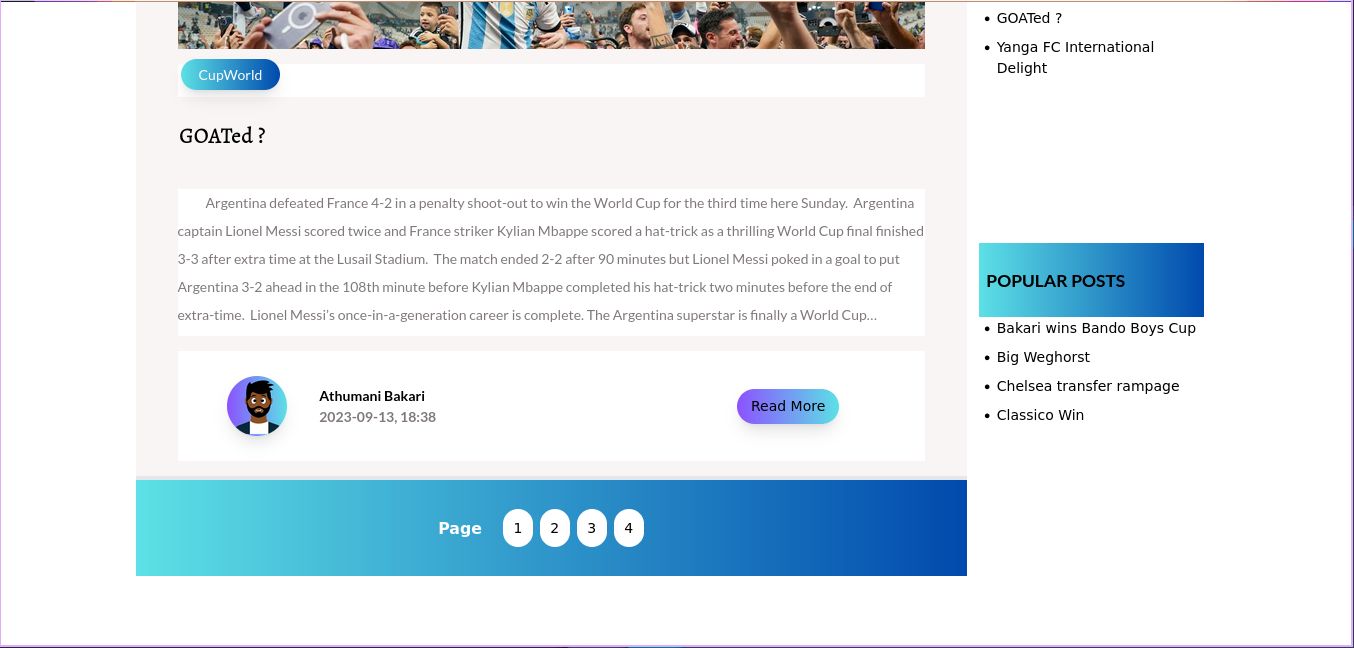 CupWorld
GOATed ?
Argentina defeated France 4-2 in a penalty shoot-out to win the World Cup for the third time here Sunday.  Argentina
captain Lionel Messi scored twice and France striker Kylian Mbappe scored a hat-trick as a thrilling World Cup final finished
3-3 after extra time at the Lusail Stadium.  The match ended 2-2 after 90 minutes but Lionel Messi poked in a goal to put
Argentina 3-2 ahead in the 108th minute before Kylian Mbappe completed his hat-trick two minutes before the end of
extra-time.  Lionel Messi’s once-in-a-generation career is complete. The Argentina superstar is finally a World Cup…
Athumani Bakari
2023-09-13, 18:38
Read More
Page 1 2 3 4
• GOATed ?
• Yanga FC International
Delight
POPULAR POSTS
• Bakari wins Bando Boys Cup
• Big Weghorst
• Chelsea transfer rampage
• Classico Win